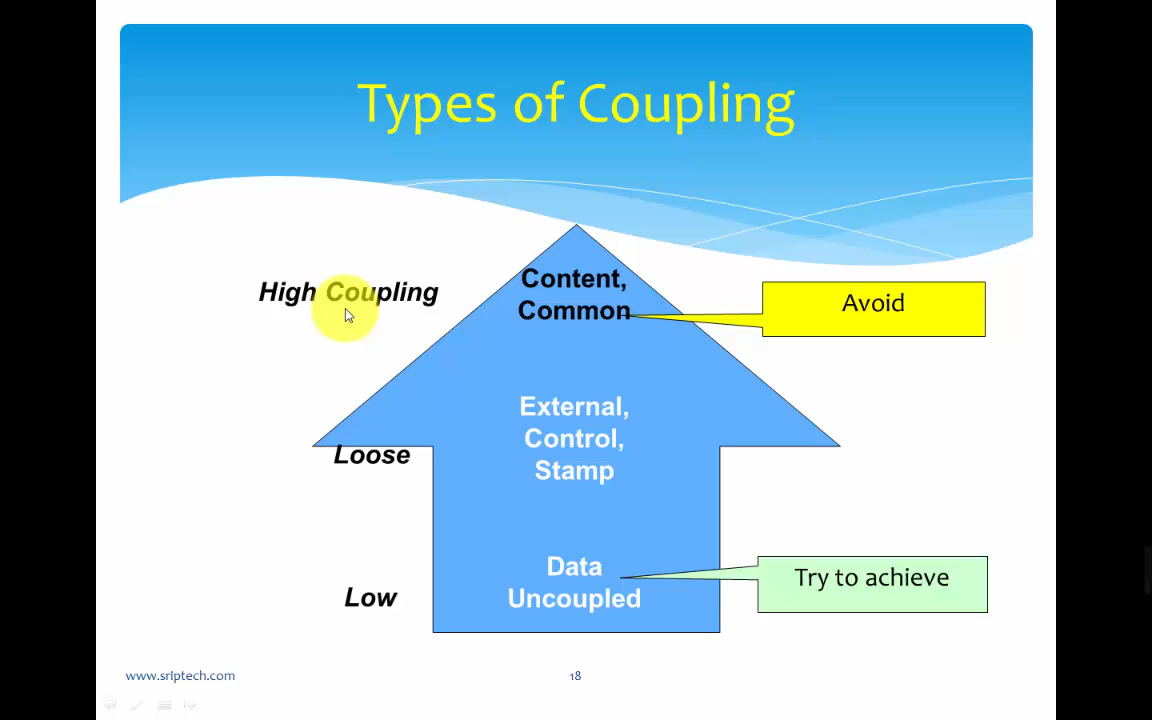 Types of Coupling
High Coupling
Content,
Common
Avoid
External,
Control,
Stamp
Loose
Data
Uncoupled
Try to achieve
Low
www.sriptech.com
18